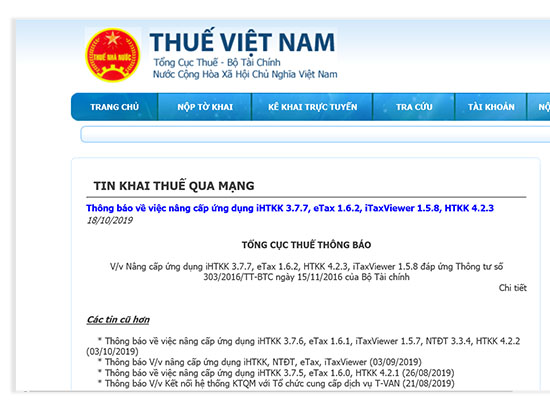 THUẾ NHÀ NƯỚC
THUẾ VIỆT NAM
Tổng Cục Thuế - Bộ Tài Chính
Nước Cộng Hòa Xã Hội Chủ Nghĩa Việt Nam
TRANG CHỦ NỘP TỜ KHAI KÊ KHAI TRỰC TUYẾN TRA CỨU TÀI KHOẢN NỘ
TIN KHAI THUẾ QUA MẠNG
Thông báo về việc nâng cấp ứng dụng iHTKK 3.7.7, eTax 1.6.2, iTaxViewer 1.5.8, HTKK 4.2.3
18/10/2019
TỔNG CỤC THUẾ THÔNG BÁO
V/v Nâng cấp ứng dụng iHTKK 3.7.7, eTax 1.6.2, HTKK 4.2.3, iTaxViewer 1.5.8 đáp ứng Thông tư số
303/2016/TT-BTC ngày 15/11/2016 của Bộ Tài chính
Chi tiết
Các tin cũ hơn
* Thông báo về việc nâng cấp ứng dụng iHTKK 3.7.6, eTax 1.6.1, iTaxViewer 1.5.7, NTĐT 3.3.4, HTKK 4.2.2
(03/10/2019)
* Thông báo V/v nâng cấp ứng dụng iHTKK, NTĐT, eTax, iTaxViewer (03/09/2019)
* Thông báo về việc nâng cấp ứng dụng iHTKK 3.7.5, eTax 1.6.0, HTKK 4.2.1 (26/08/2019)
* Thông báo V/v Kết nối hệ thống KTQM với Tổ chức cung cấp dịch vụ T-VAN (21/08/2019)